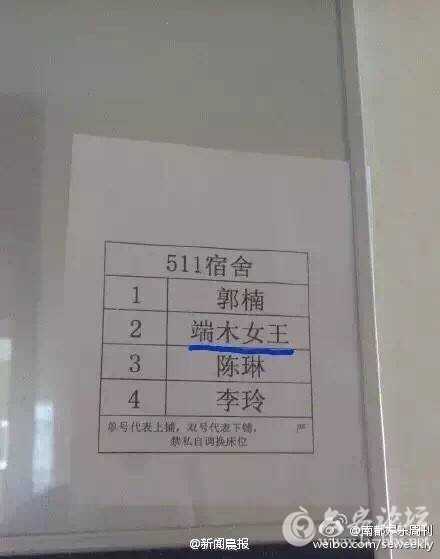 511宿舍
1 郭楠
2 端木女王
3 陈琳
4 李玲
单号代表上铺，双号代表下铺，
禁私自调换床位
@新闻晨报
@南都娱乐周刊
weibo.com/seweekly